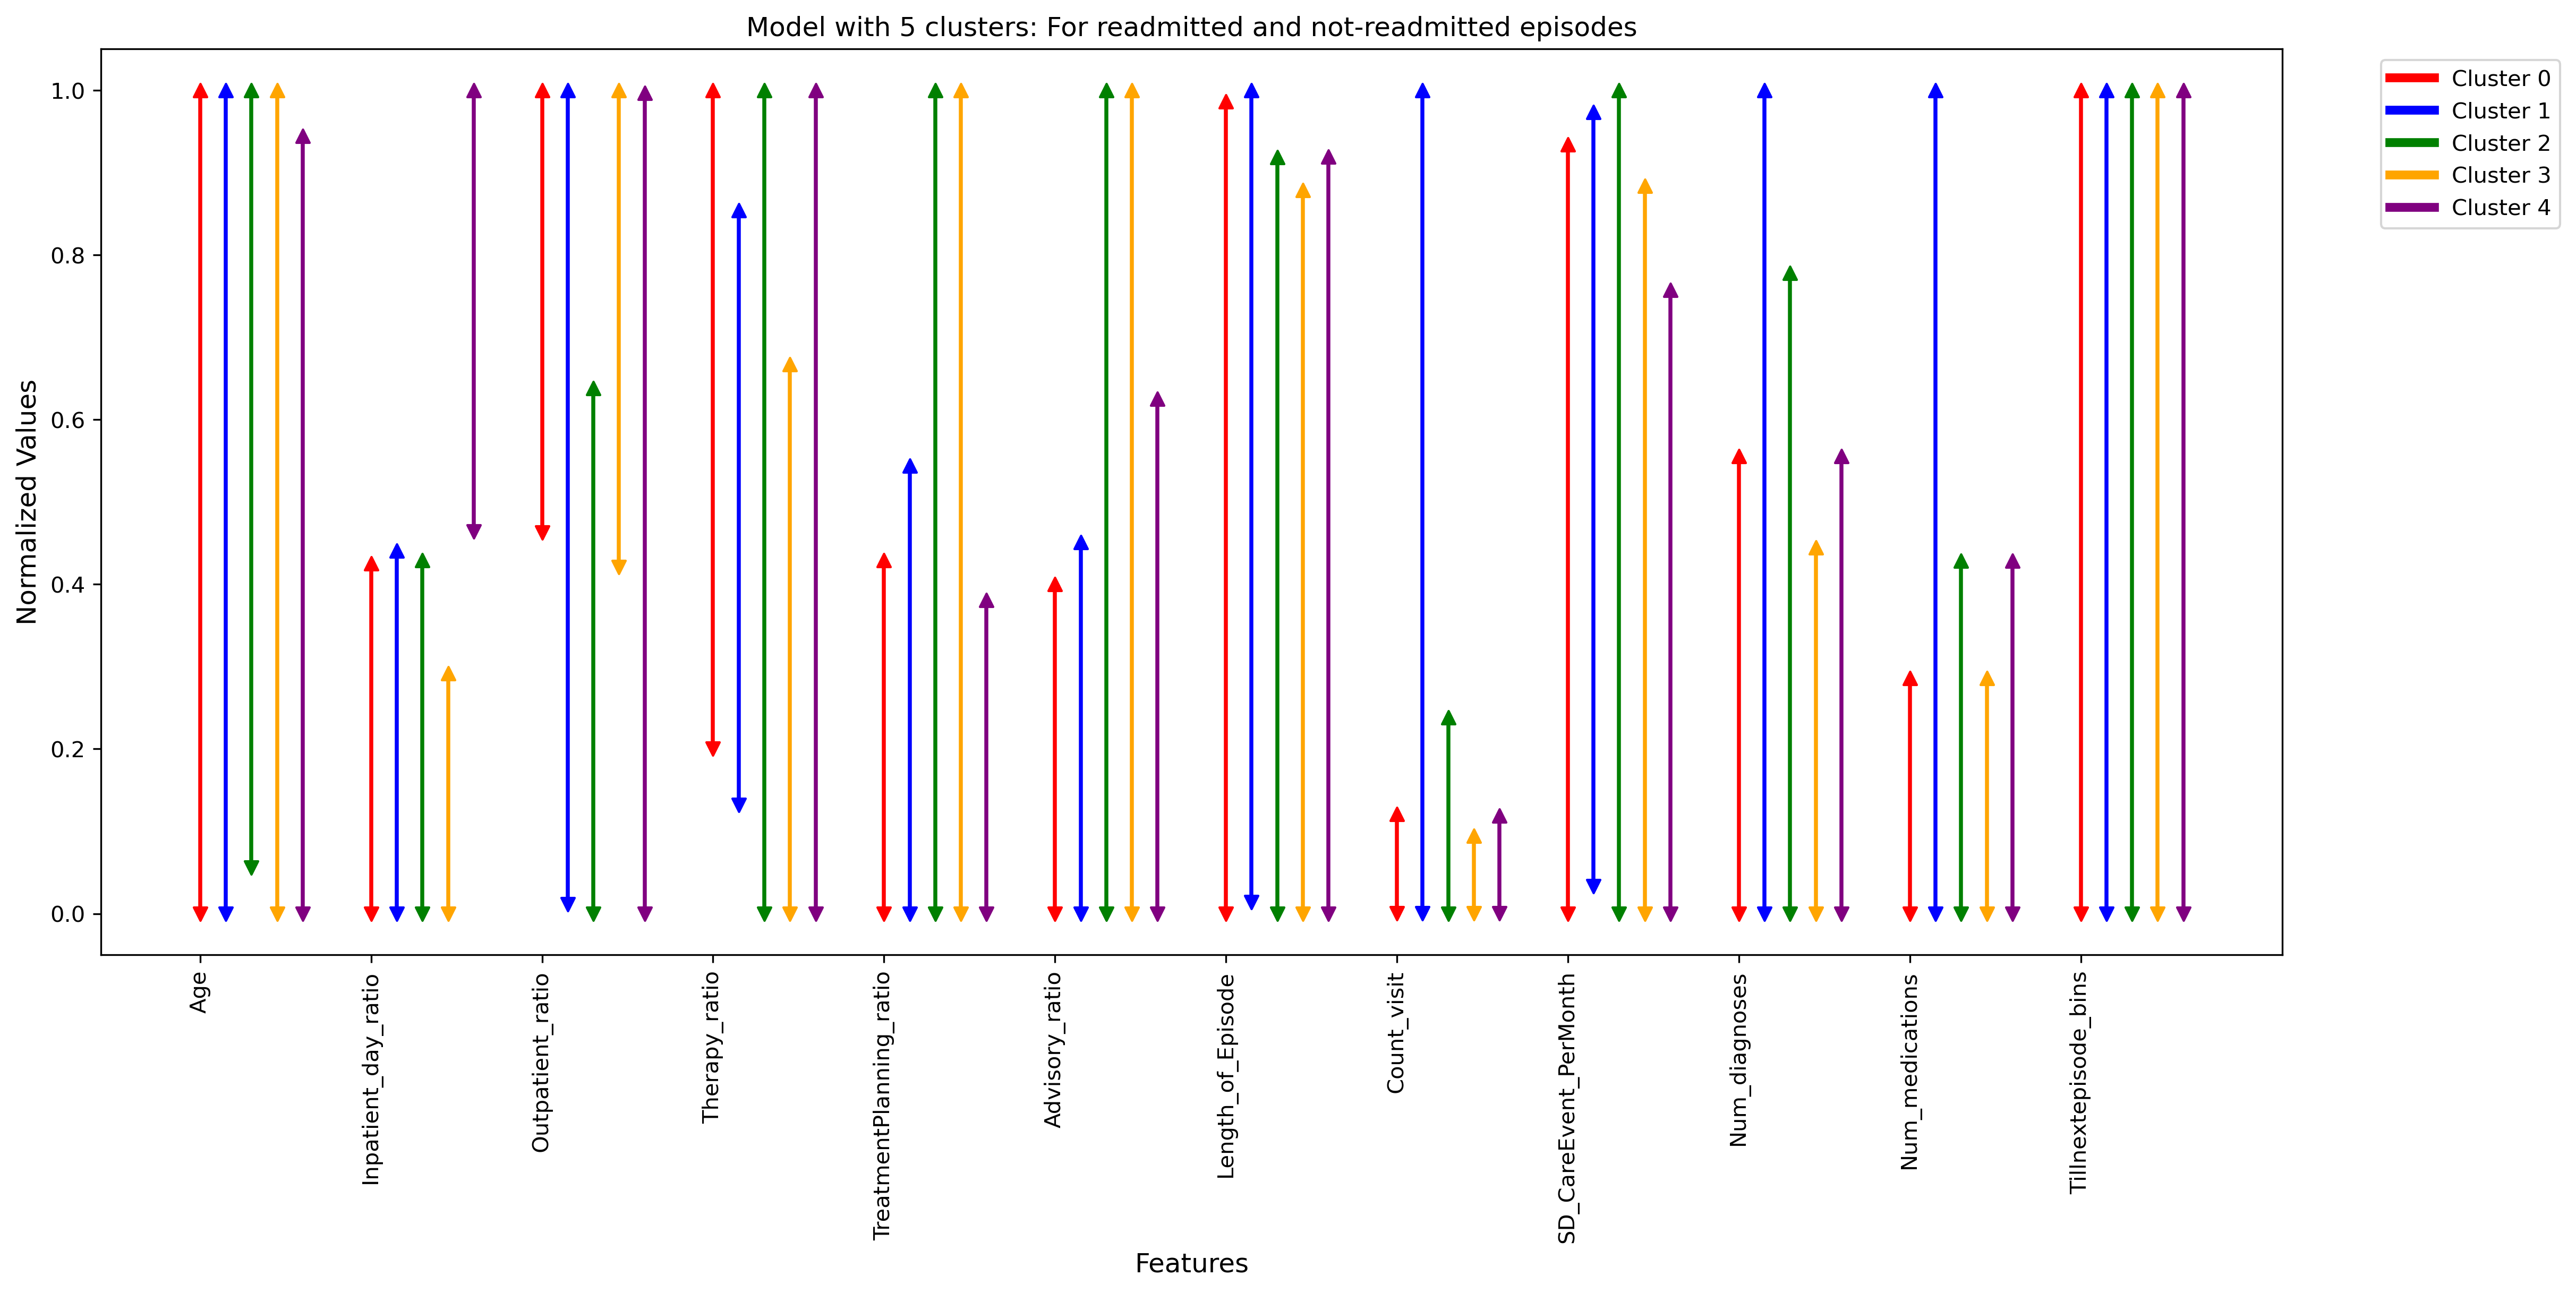 Model with 5 clusters: For readmitted and not-readmitted episodes
Normalized Values
1.0
0.8
0.6
0.4
0.2
0.0
Cluster 0
Cluster 1
Cluster 2
Cluster 3
Cluster 4
Age
Inpatient_day_ratio
Outpatient_ratio
Therapy_ratio
TreatmentPlanning_ratio
Advisory_ratio
Length_of_Episode
Count_visit
SD_CareEvent_PerMonth
Num_diagnoses
Num_medications
Tillnextepisode_bins
Features